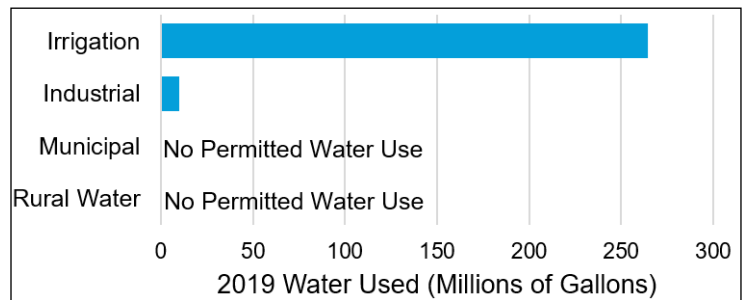 Irrigation
Industrial
Municipal No Permitted Water Use
Rural Water No Permitted Water Use
0 50 100 150 200 250 300
2019 Water Used (Millions of Gallons)